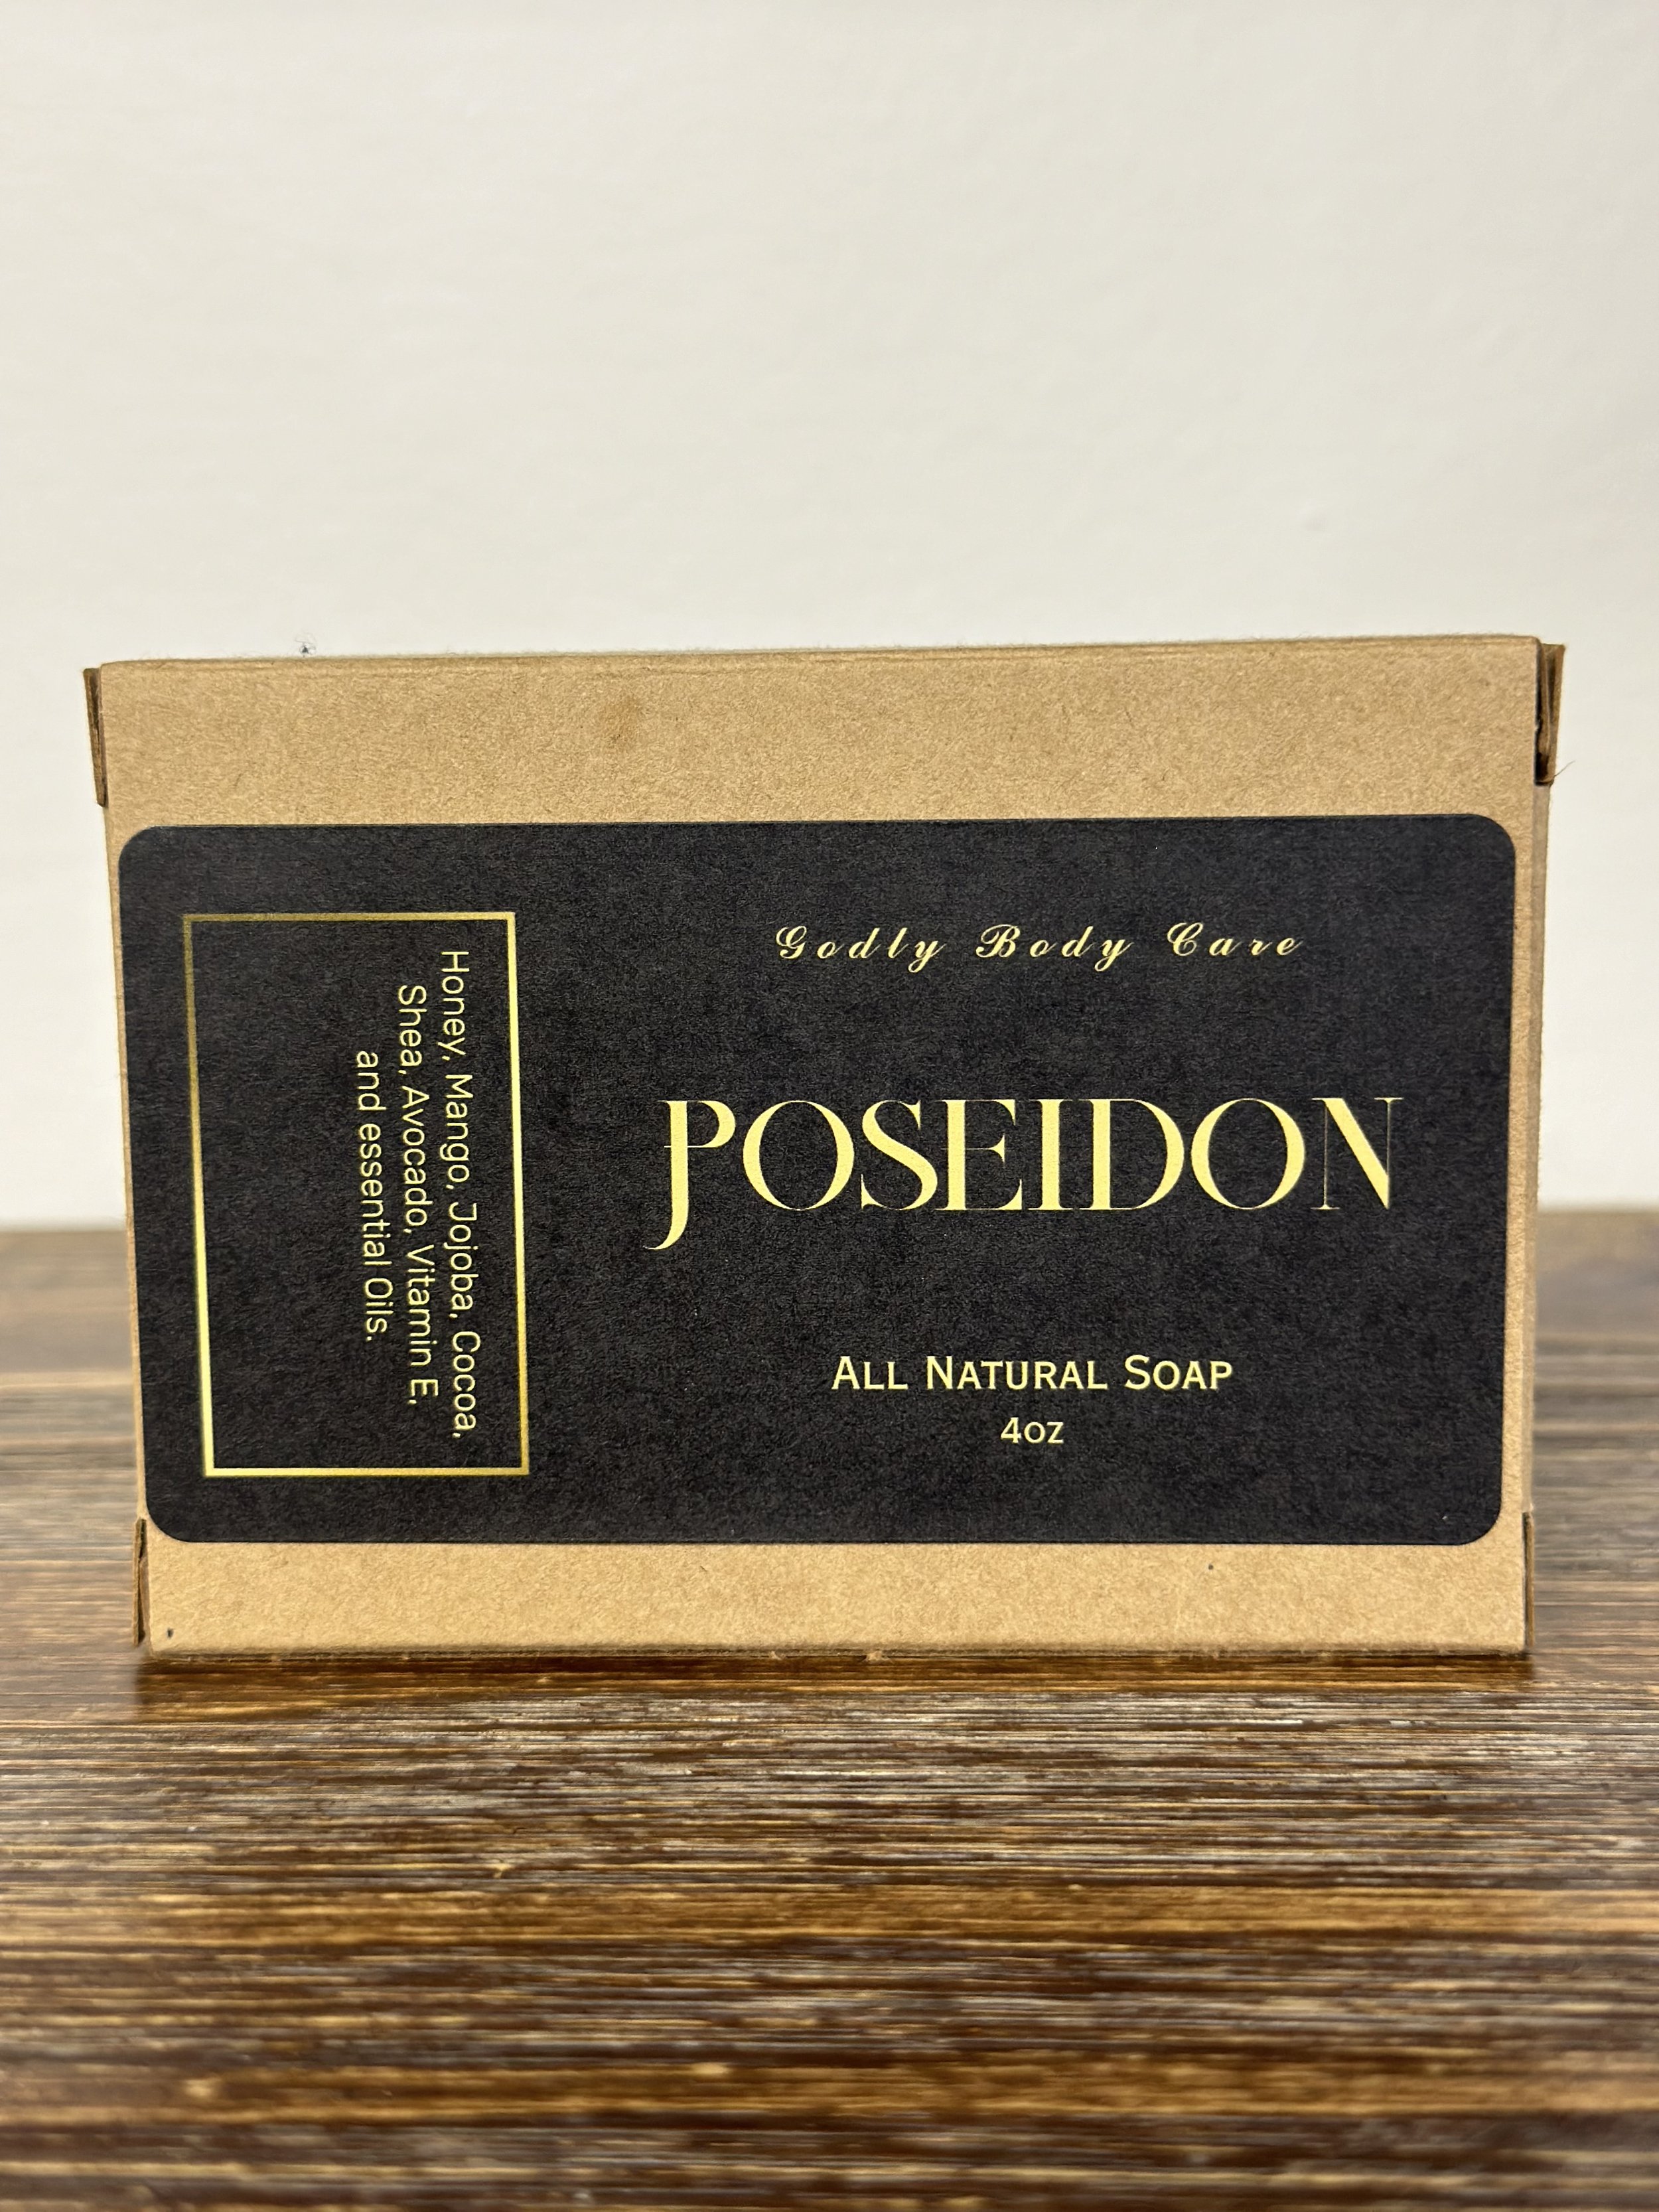 Godly Body Care
POSEIDON
ALL NATURAL SOAP
4oz
Honey, Mango, Jojoba, Cocoa,
Shea, Avocado, Vitamin E,
and essential Oils.